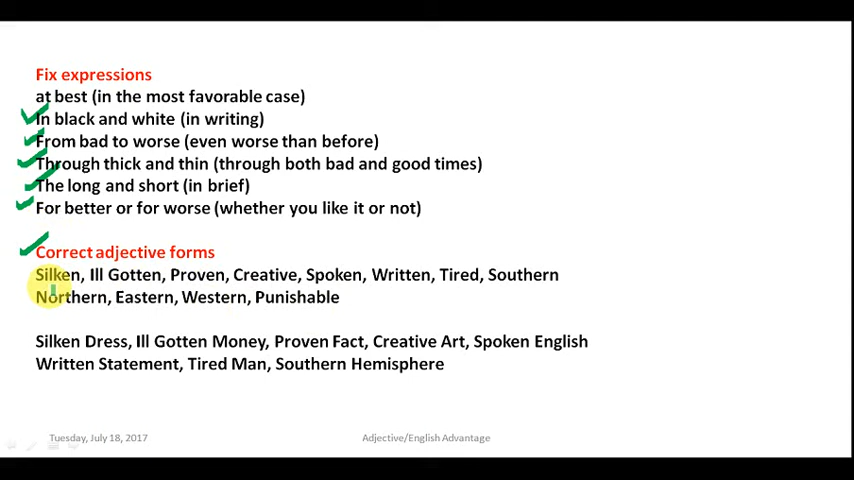 Fix expressions
at best (in the most favorable case)
In black and white (in writing)
From bad to worse (even worse than before)
Through thick and thin (through both bad and good times)
The long and short (in brief)
For better or for worse (whether you like it or not)
Correct adjective forms
Silken, Ill Gotten, Proven, Creative, Spoken, Written, Tired, Southern
Northern, Eastern, Western, Punishable
Silken Dress, Ill Gotten Money, Proven Fact, Creative Art, Spoken English
Written Statement, Tired Man, Southern Hemisphere
Tuesday, July 18, 2017 Adjective/English Advantage